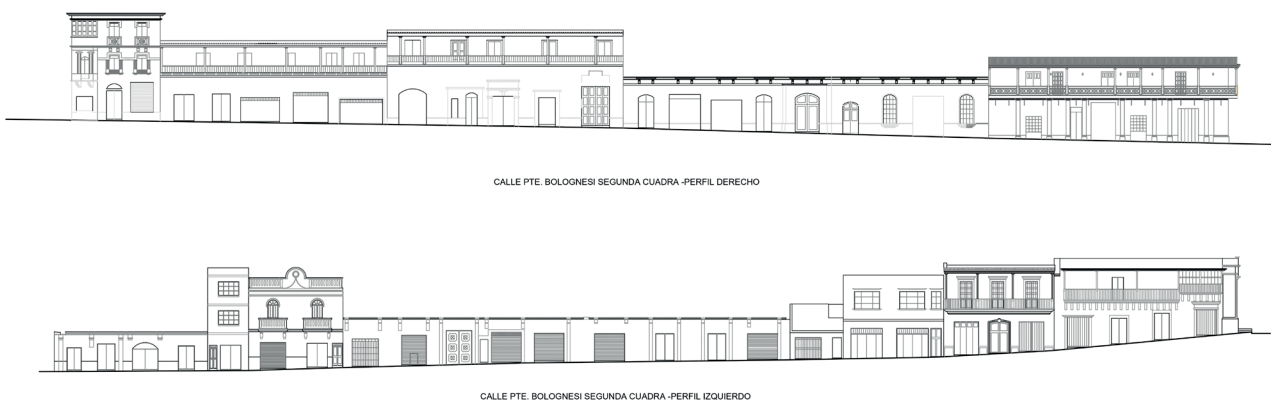 CALLE PTE. BOLOGNESI SEGUNDA CUADRA -PERFIL DERECHO
CALLE PTE. BOLOGNESI SEGUNDA CUADRA -PERFIL IZQUIERDO